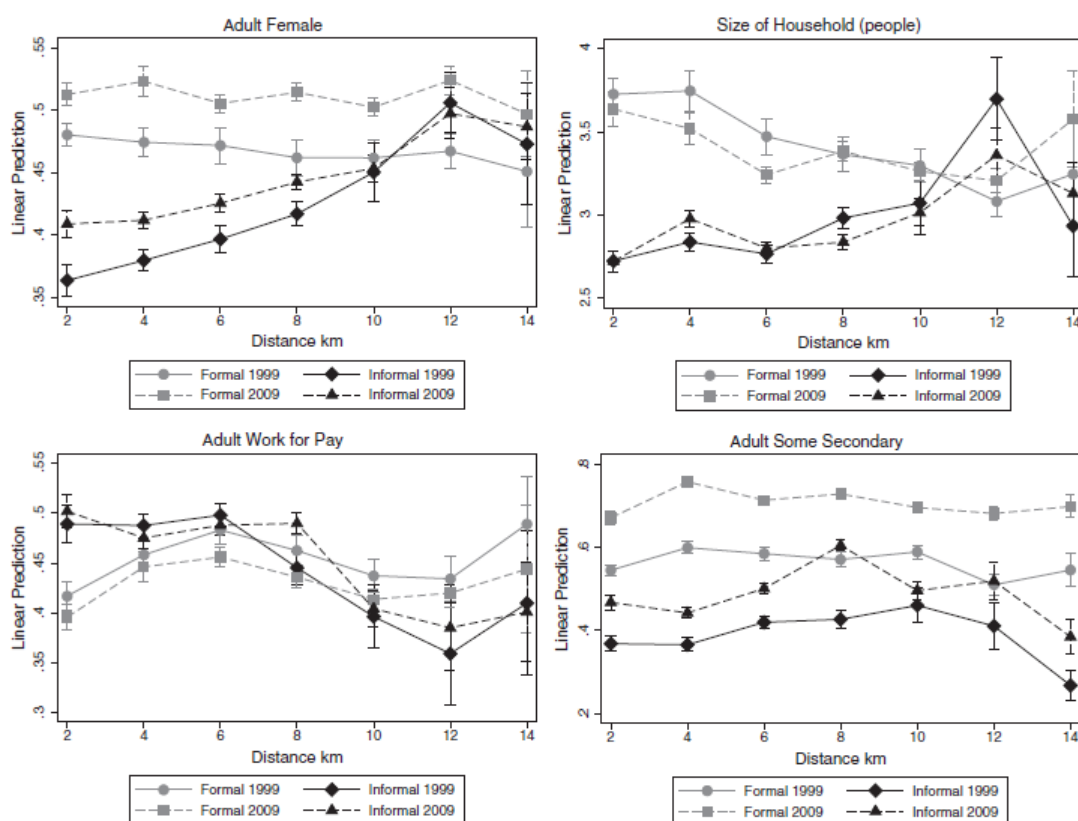 Adult Female
.55
.5
.45
.4
.35
Linear Prediction
2 4 6 8 10 12 14
Distance km
Formal 1999 Informal 1999
Formal 2009 Informal 2009
Size of Household (people)
4
3.5
3
2.5
Linear Prediction
2 4 6 8 10 12 14
Distance km
Formal 1999 Informal 1999
Formal 2009 Informal 2009
Adult Work for Pay
.55
.5
.45
.4
.35
.3
Linear Prediction
2 4 6 8 10 12 14
Distance km
Formal 1999 Informal 1999
Formal 2009 Informal 2009
Adult Some Secondary
.8
.6
.4
.2
Linear Prediction
2 4 6 8 10 12 14
Distance km
Formal 1999 Informal 1999
Formal 2009 Informal 2009